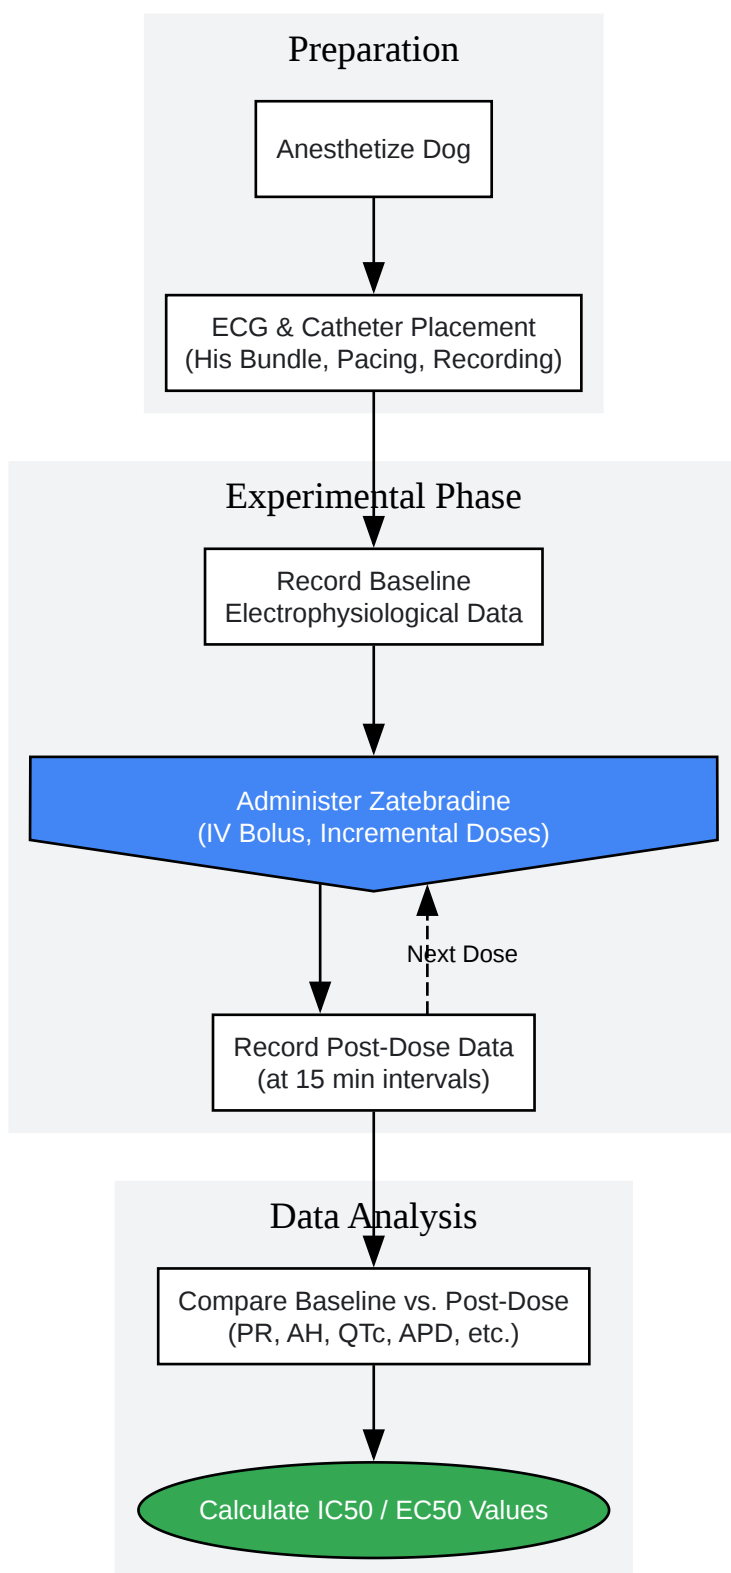 Preparation
Anesthetize Dog
ECG & Catheter Placement
(His Bundle, Pacing, Recording)
Experimental Phase
Record Baseline
Electrophysiological Data
Administer Zatebradine
(IV Bolus, Incremental Doses)
Next Dose
Record Post-Dose Data
(at 15 min intervals)
Data Analysis
Compare Baseline vs. Post-Dose
(PR, AH, QTc, APD, etc.)
Calculate IC50 / EC50 Values